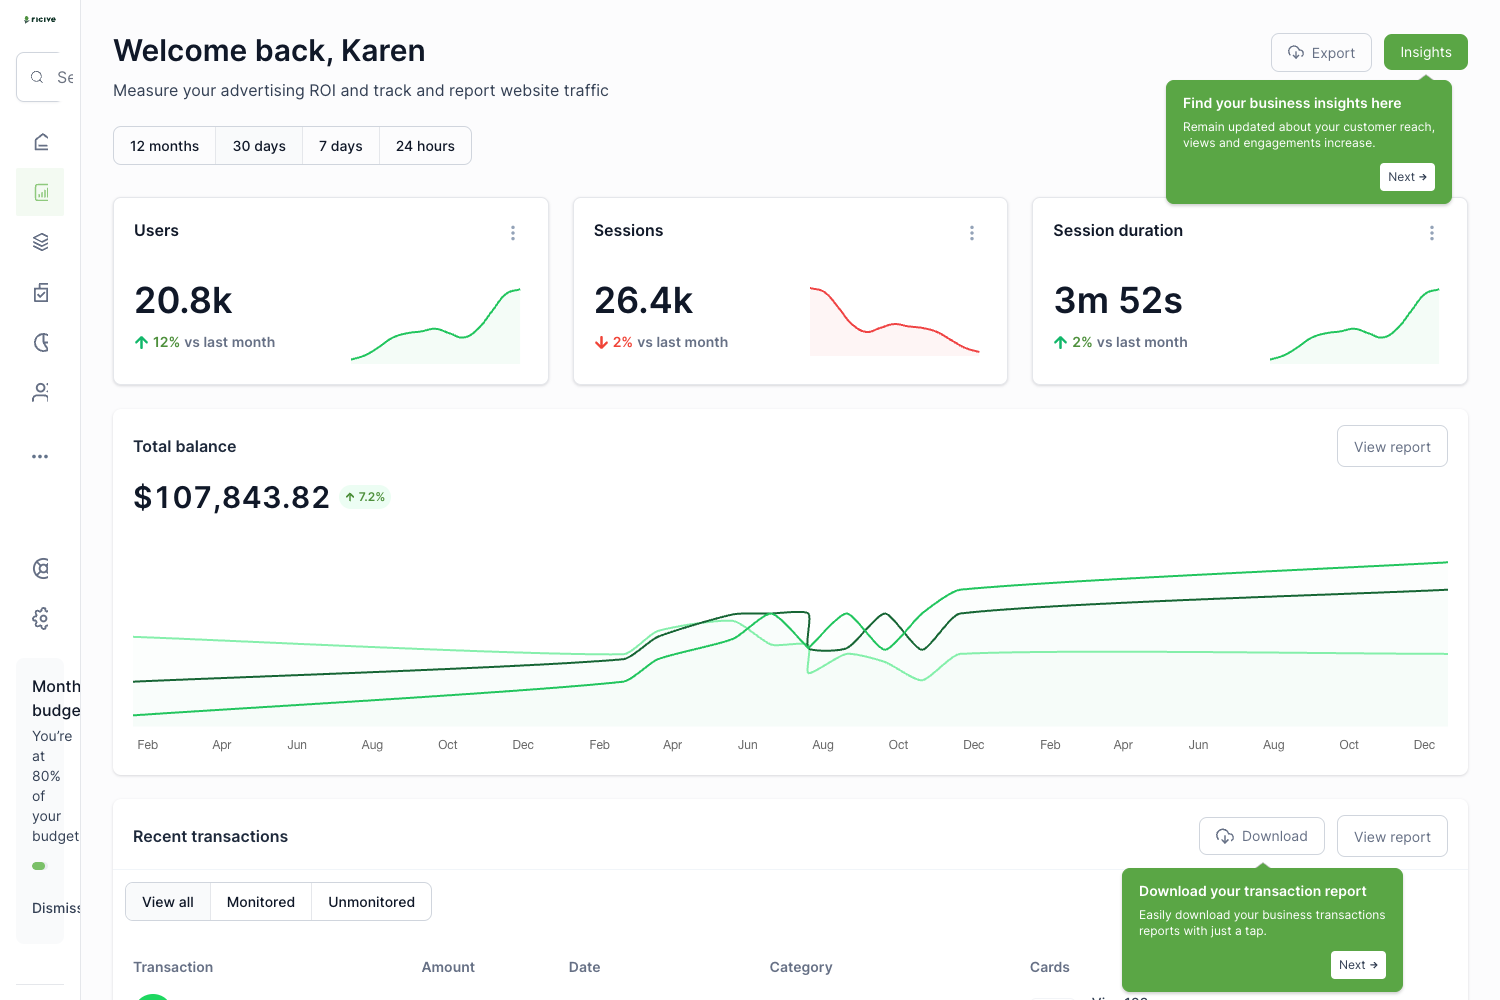 ricive
Welcome back, Karen
Measure your advertising ROI and track and report website traffic
Export
Insights
Find your business insights here
Remain updated about your customer reach,
views and engagements increase.
Next →
12 months
30 days
7 days
24 hours
Users
20.8k
12% vs last month
Sessions
26.4k
2% vs last month
Session duration
3m 52s
2% vs last month
Total balance
View report
$107,843.82
7.2%
Feb Apr Jun Aug Oct Dec Feb Apr Jun Aug Oct Dec Feb Apr Jun Aug Oct Dec
Month
budge
You’re
at
80%
of
your
budget
Dismiss
Recent transactions
Download
View report
Download your transaction report
Easily download your business transactions
reports with just a tap.
Next →
View all
Monitored
Unmonitored
Transaction Amount Date Category Cards